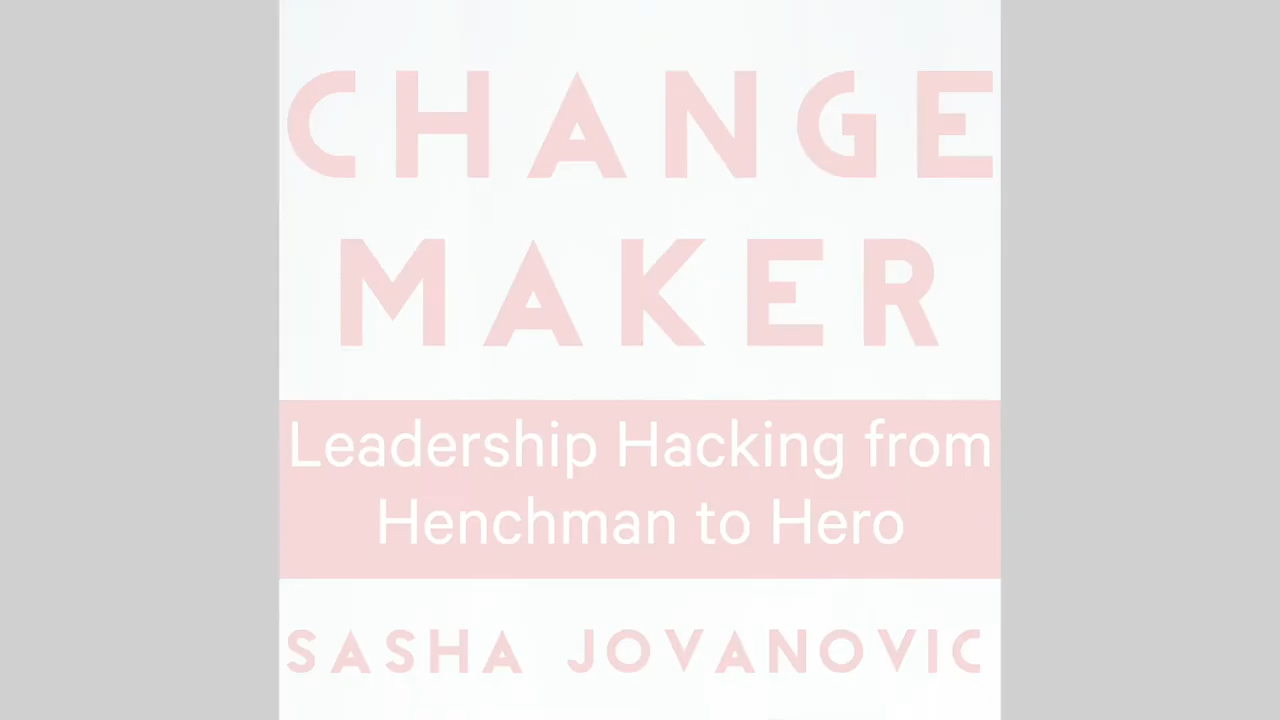 CHANGE
MAKER
Leadership Hacking from
Henchman to Hero
SASHA JOVANOVIC